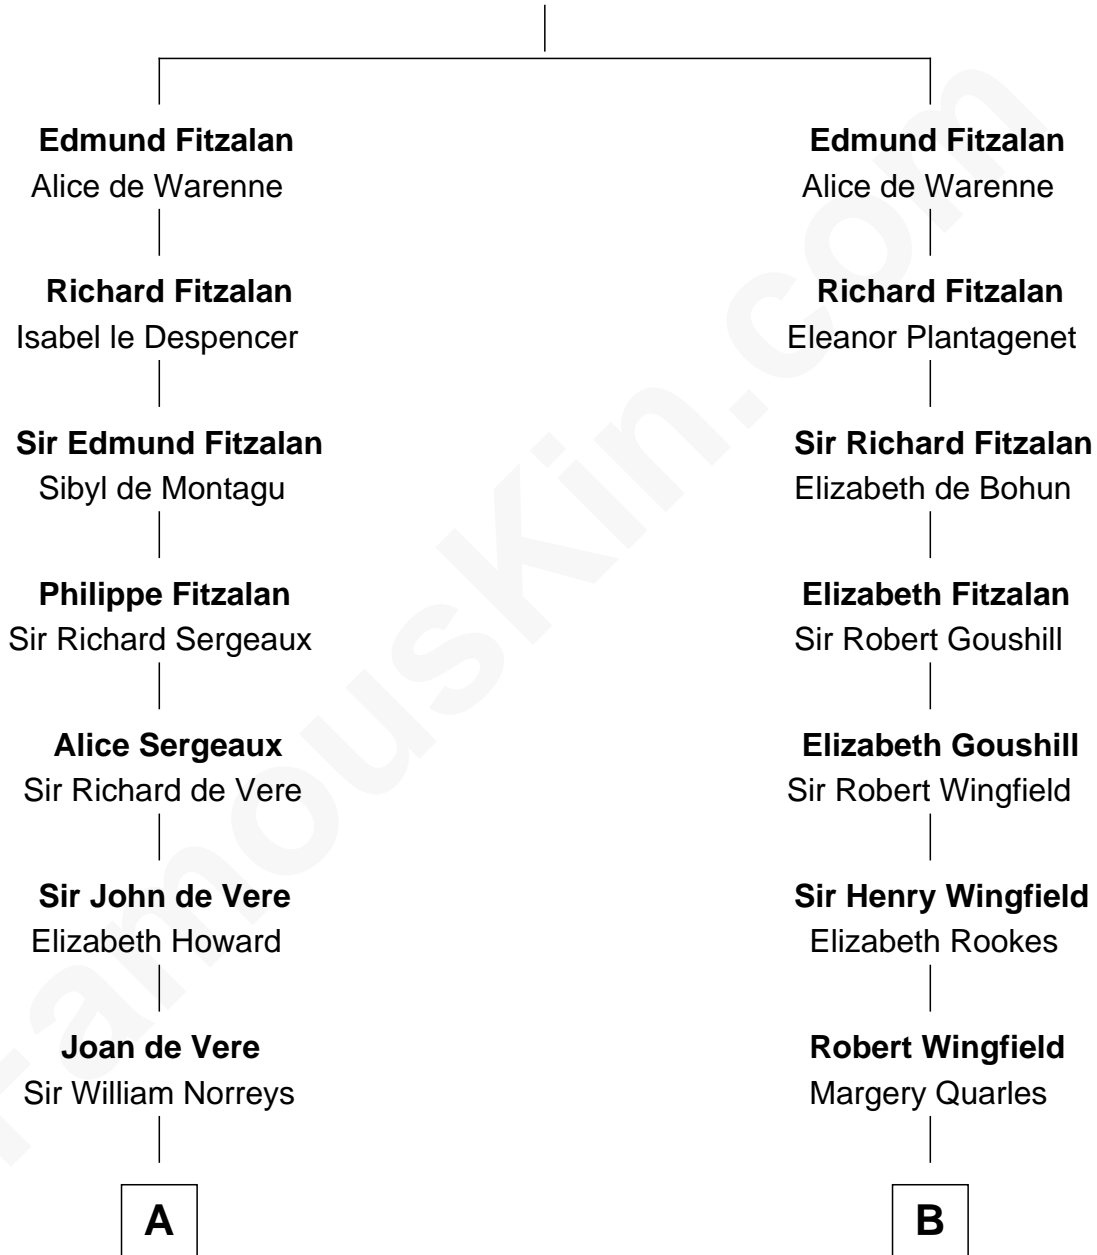 Edmund Fitzalan
Alice de Warenne
Richard Fitzalan
Isabel le Despencer
Sir Edmund Fitzalan
Sibyl de Montagu
Philippe Fitzalan
Sir Richard Sergeaux
Alice Sergeaux
Sir Richard de Vere
Sir John de Vere
Elizabeth Howard
Joan de Vere
Sir William Norreys
A
Edmund Fitzalan
Alice de Warenne
Richard Fitzalan
Eleanor Plantagenet
Sir Richard Fitzalan
Elizabeth de Bohun
Elizabeth Fitzalan
Sir Robert Goushill
Elizabeth Goushill
Sir Robert Wingfield
Sir Henry Wingfield
Elizabeth Rookes
Robert Wingfield
Margery Quarles
B
FamousKin.com